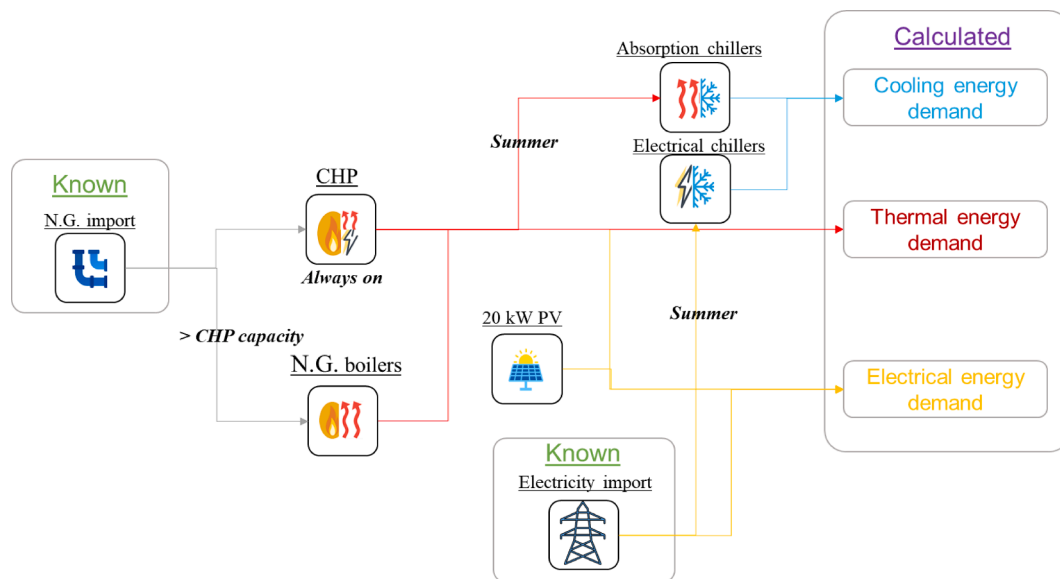 Calculated
Absorption chillers
Cooling energy
demand
Summer
Electrical chillers
Known
N.G. import
CHP
Always on
Thermal energy
demand
> CHP capacity
20 kW PV
Summer
N.G. boilers
Electrical energy
demand
Known
Electricity import